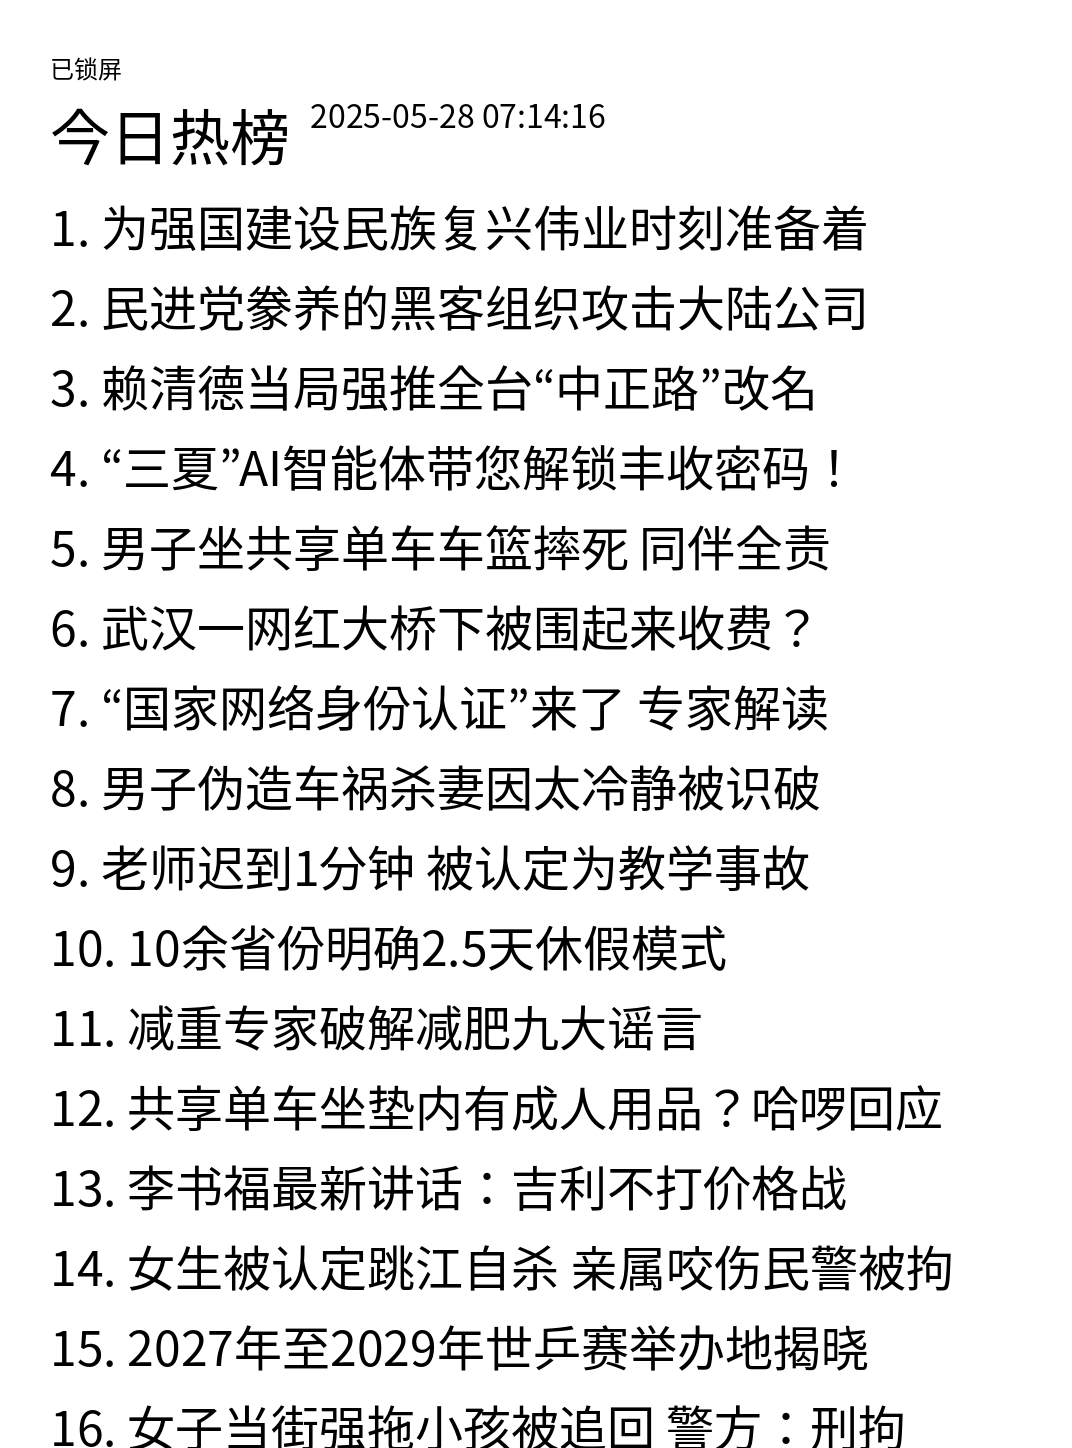 已锁屏
今日热榜 2025-05-28 07:14:16
1. 为强国建设民族复兴伟业时刻准备着
2. 民进党豢养的黑客组织攻击大陆公司
3. 赖清德当局强推全台“中正路”改名
4. “三夏”AI智能体带您解锁丰收密码！
5. 男子坐共享单车车篮摔死 同伴全责
6. 武汉一网红大桥下被围起来收费？
7. “国家网络身份认证”来了 专家解读
8. 男子伪造车祸杀妻因太冷静被识破
9. 老师迟到1分钟 被认定为教学事故
10. 10余省份明确2.5天休假模式
11. 减重专家破解减肥九大谣言
12. 共享单车坐垫内有成人用品？哈啰回应
13. 李书福最新讲话：吉利不打价格战
14. 女生被认定跳江自杀 亲属咬伤民警被拘
15. 2027年至2029年世乒赛举办地揭晓
16. 女子当街强拖小孩被追回 警方：刑拘